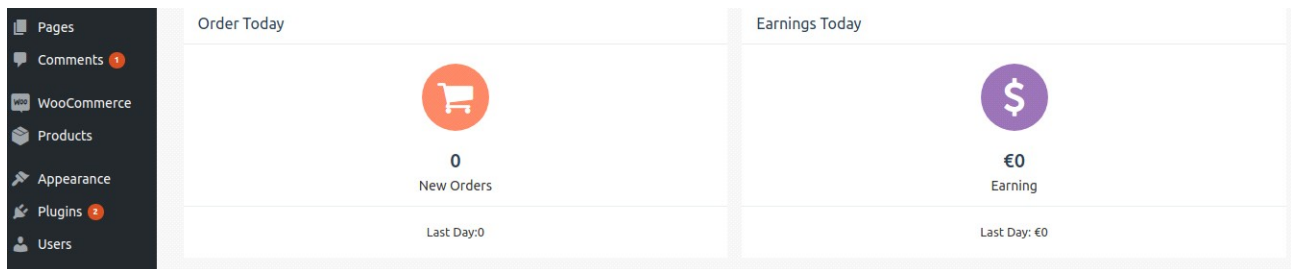 Pages
Comments 1
WooCommerce
Products
Appearance
Plugins 2
Users
Order Today
0
New Orders
Last Day:0
Earnings Today
$
€0
Earning
Last Day: €0